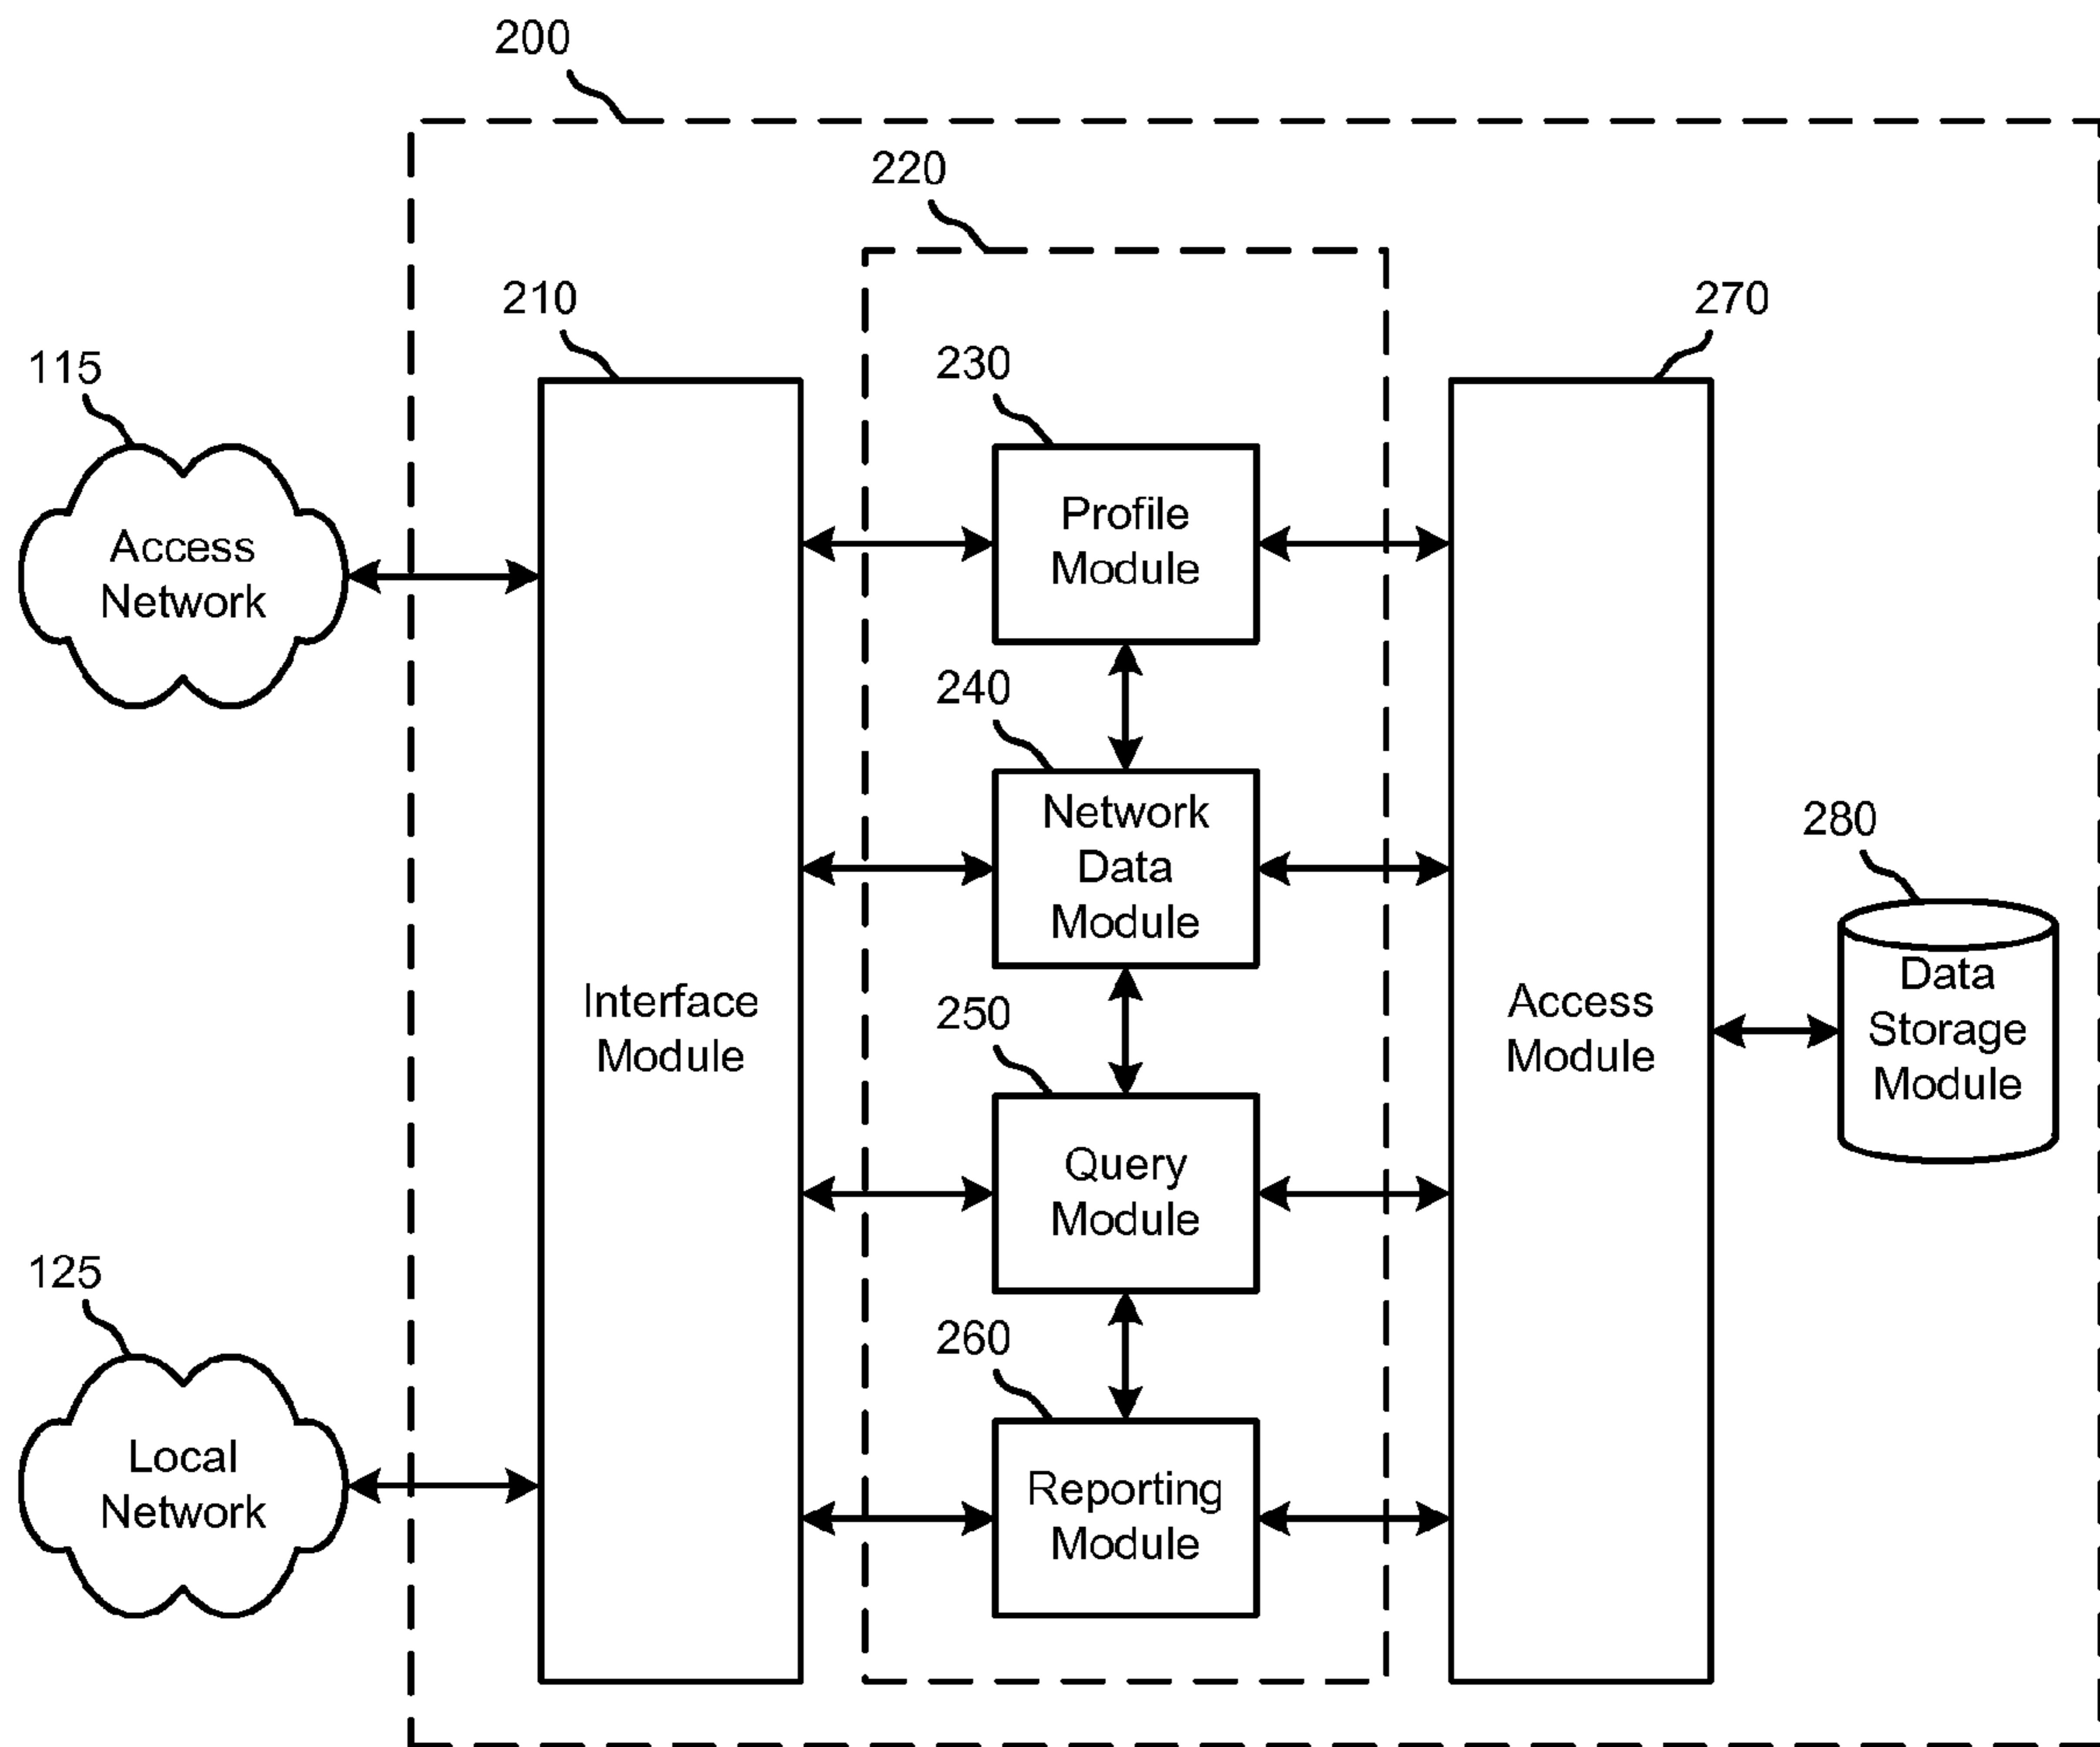 200
220
210
270
115
230
Profile
Module
Access
Network
240
Network
Data
Module
280
Data
Storage
Module
250
Interface
Module
Access
Module
Query
Module
125
260
Local
Network
Reporting
Module